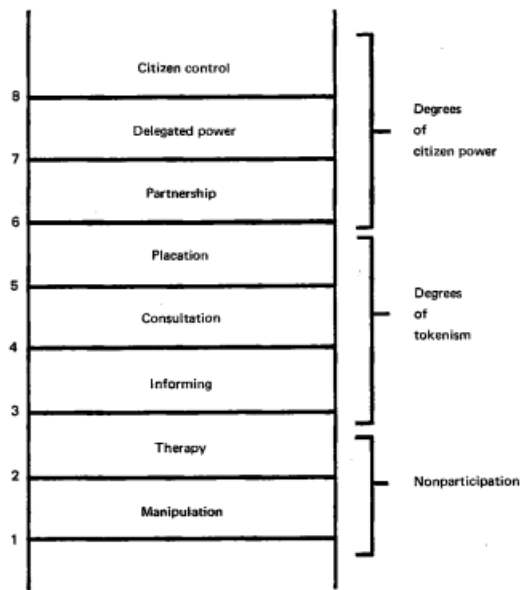 Citizen control
8
Delegated power
7
Partnership
6
Placation
5
Consultation
4
Informing
3
Therapy
2
Manipulation
1
Degrees
of
citizen power
Degrees
of
tokenism
Nonparticipation